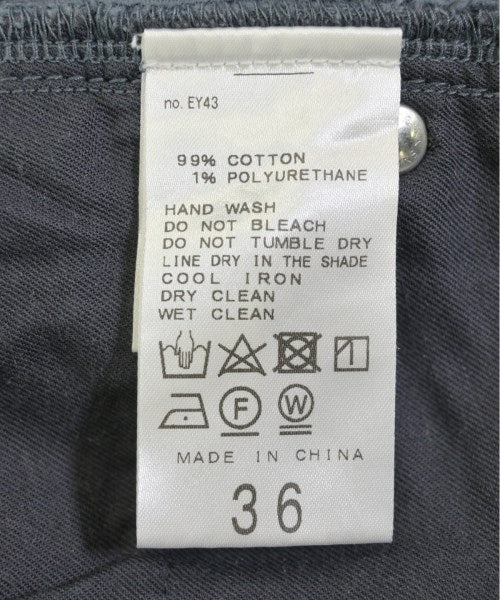 no. EY43
99% COTTON
1% POLYURETHANE
HAND WASH
DO NOT BLEACH
DO NOT TUMBLE DRY
LINE DRY IN THE SHADE
COOL IRON
DRY CLEAN
WET CLEAN
F W
MADE IN CHINA
36